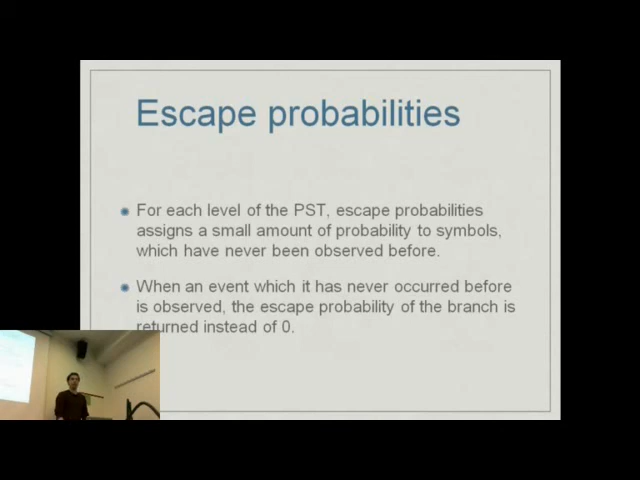 Escape probabilities
For each level of the PST, escape probabilities
assigns a small amount of probability to symbols,
which have never been observed before.
When an event which it has never occurred before
is observed, the escape probability of the branch is
returned instead of 0.